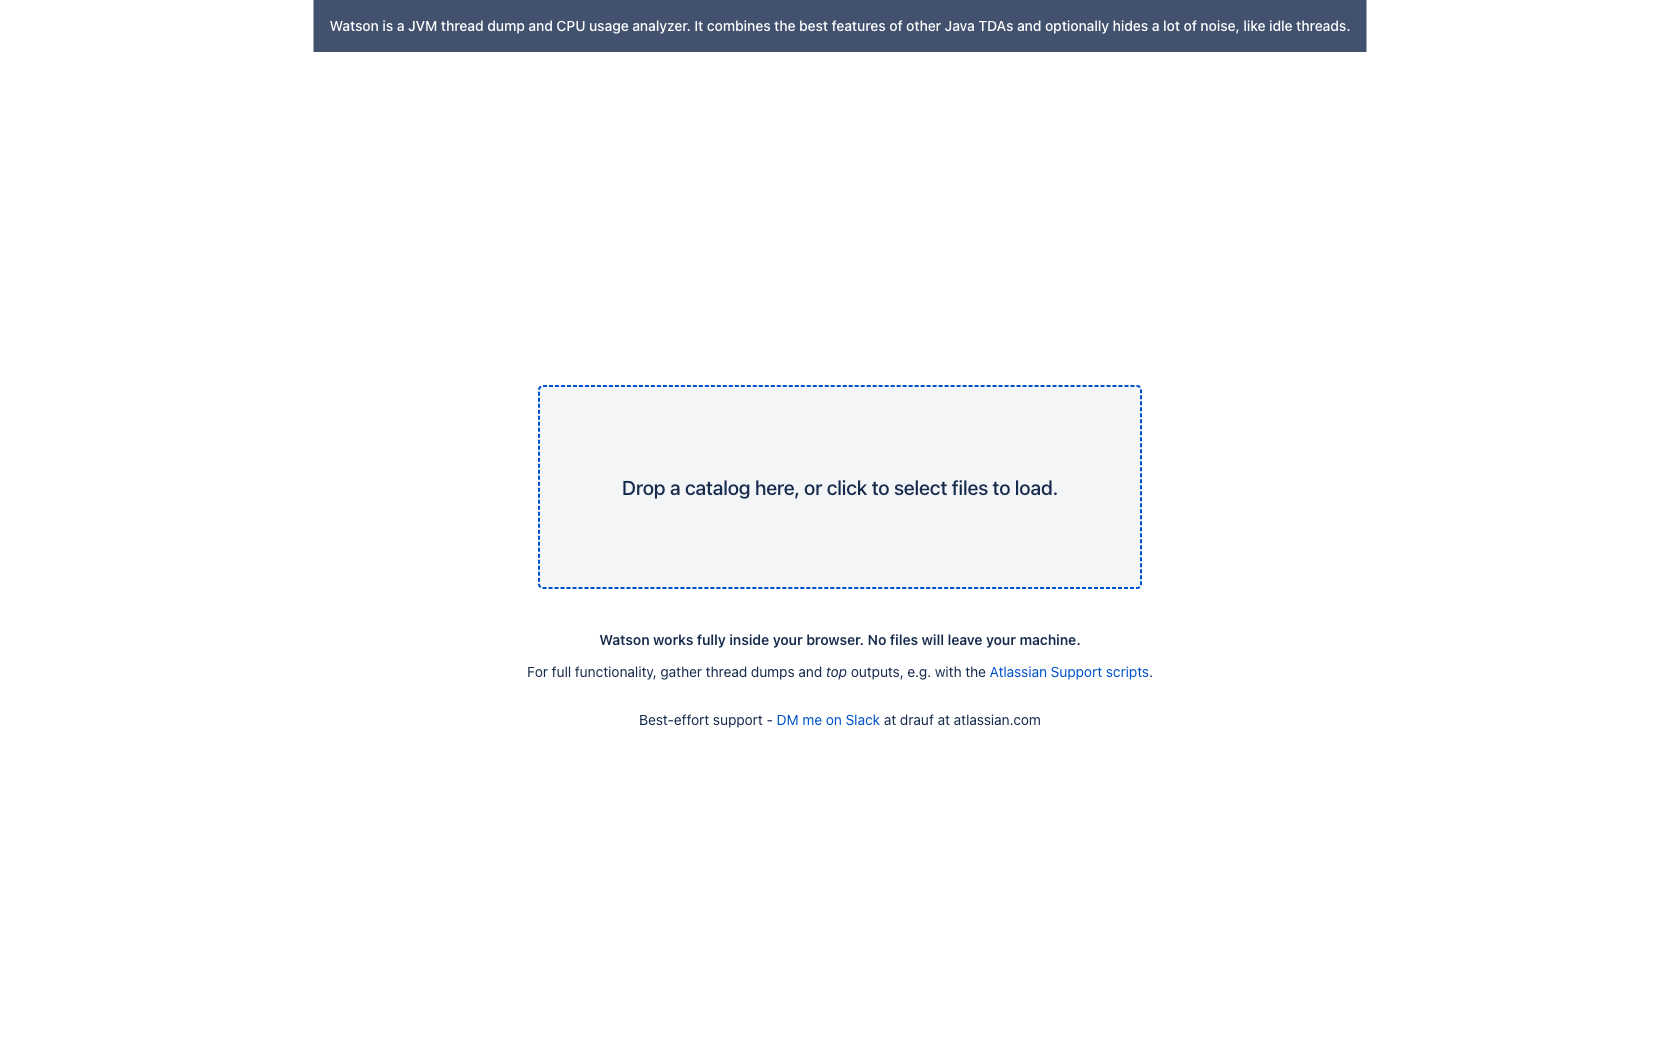 Watson is a JVM thread dump and CPU usage analyzer. It combines the best features of other Java TDAs and optionally hides a lot of noise, like idle threads.
Drop a catalog here, or click to select files to load.
Watson works fully inside your browser. No files will leave your machine.
For full functionality, gather thread dumps and top outputs, e.g. with the Atlassian Support scripts.
Best-effort support - DM me on Slack at drauf at atlassian.com